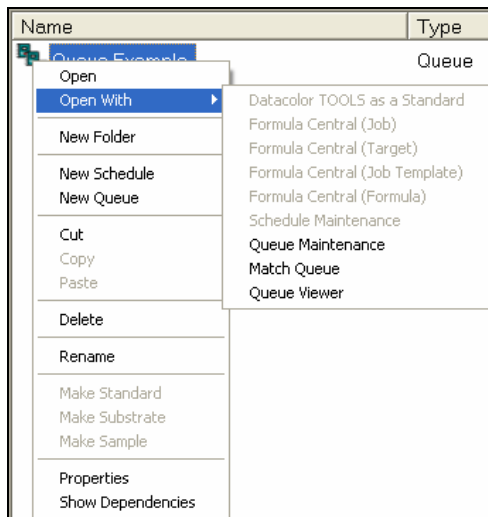 Name Type
Queue Example Queue
Open
Open With
New Folder
New Schedule
New Queue
Cut
Copy
Paste
Delete
Rename
Make Standard
Make Substrate
Make Sample
Properties
Show Dependencies
Datacolor TOOLS as a Standard
Formula Central (Job)
Formula Central (Target)
Formula Central (Job Template)
Formula Central (Formula)
Schedule Maintenance
Queue Maintenance
Match Queue
Queue Viewer